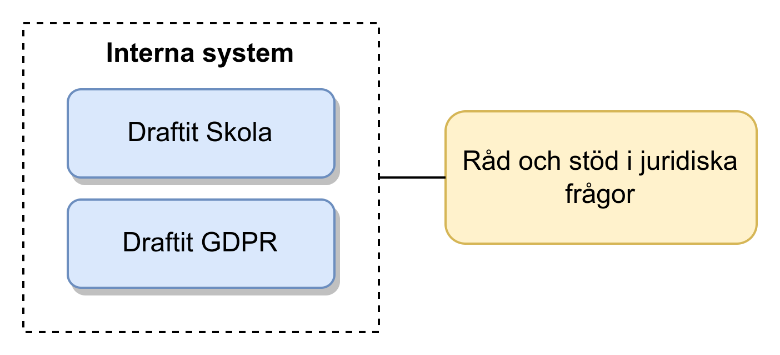 Interna system
Draftit Skola
Draftit GDPR
Råd och stöd i juridiska
frågor